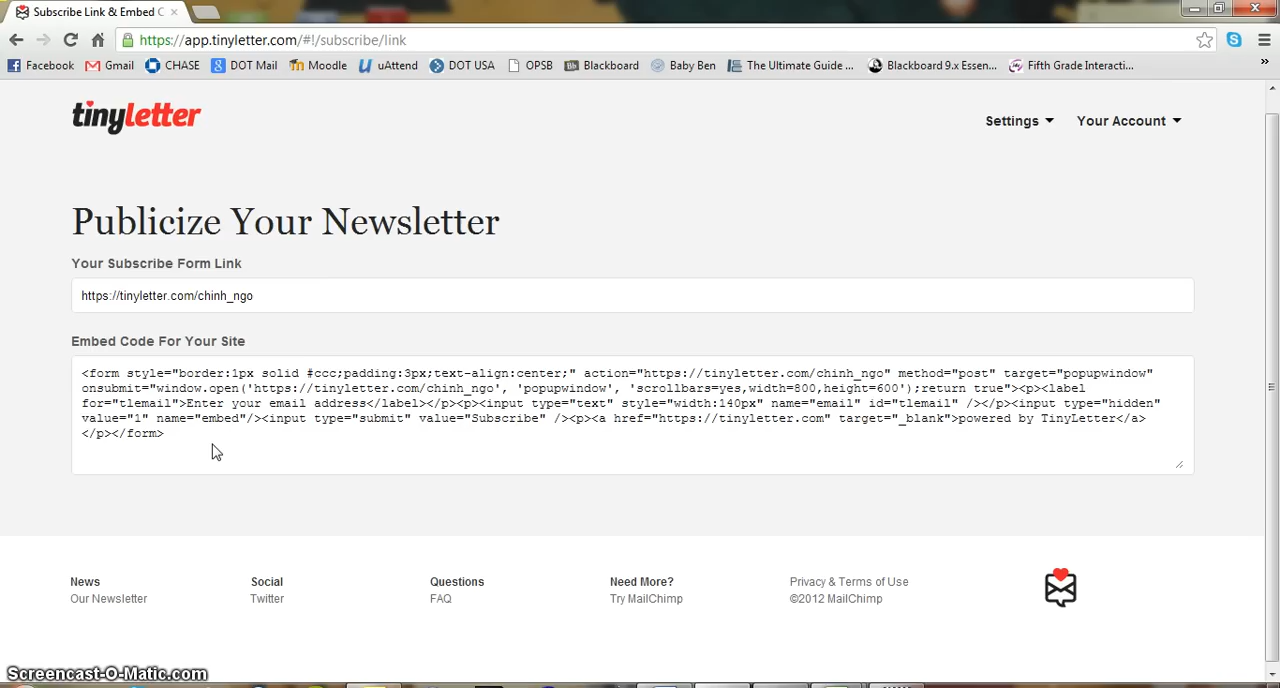 Subscribe Link & Embed C
https://app.tinyletter.com/#!/subscribe/link
Facebook Gmail CHASE DOT Mail Moodle uAttend DOT USA OPSB Blackboard Baby Ben The Ultimate Guide ... Blackboard 9.x Essen... Fifth Grade Interacti... »
tinyletter
Settings Your Account
Publicize Your Newsletter
Your Subscribe Form Link
https://tinyletter.com/chinh_ngo
Embed Code For Your Site
<form style="border:1px solid #ccc;padding:3px;text-align:center;" action="https://tinyletter.com/chinh_ngo" method="post" target="popupwindow"
onsubmit="window.open('https://tinyletter.com/chinh_ngo', 'popupwindow', 'scrollbars=yes,width=800,height=600');return true"><p><label
for="tlemail">Enter your email address</label></p><p><input type="text" style="width:140px" name="email" id="tlemail" /></p><input type="hidden"
value="1" name="embed"/><input type="submit" value="Subscribe" /><p><a href="https://tinyletter.com" target="_blank">powered by TinyLetter</a>
</p></form>
News Social Questions Need More? Privacy & Terms of Use
Our Newsletter Twitter FAQ Try MailChimp ©2012 MailChimp
Screencast-O-Matic.com